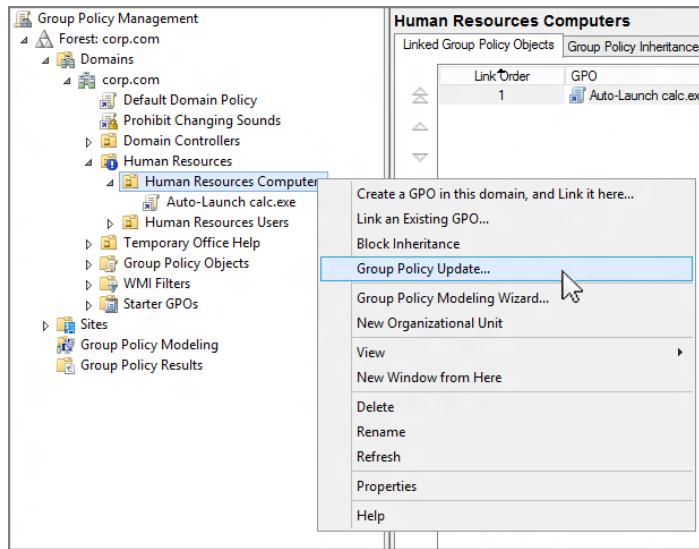 Group Policy Management
Forest: corp.com
Domains
corp.com
Default Domain Policy
Prohibit Changing Sounds
Domain Controllers
Human Resources
Human Resources Computer
Auto-Launch calc.exe
Human Resources Users
Temporary Office Help
Group Policy Objects
WMI Filters
Starter GPOs
Sites
Group Policy Modeling
Group Policy Results
Human Resources Computers
Linked Group Policy Objects Group Policy Inheritance
Link Order GPO
1 Auto-Launch calc.ex
Create a GPO in this domain, and Link it here...
Link an Existing GPO...
Block Inheritance
Group Policy Update...
Group Policy Modeling Wizard...
New Organizational Unit
View
New Window from Here
Delete
Rename
Refresh
Properties
Help